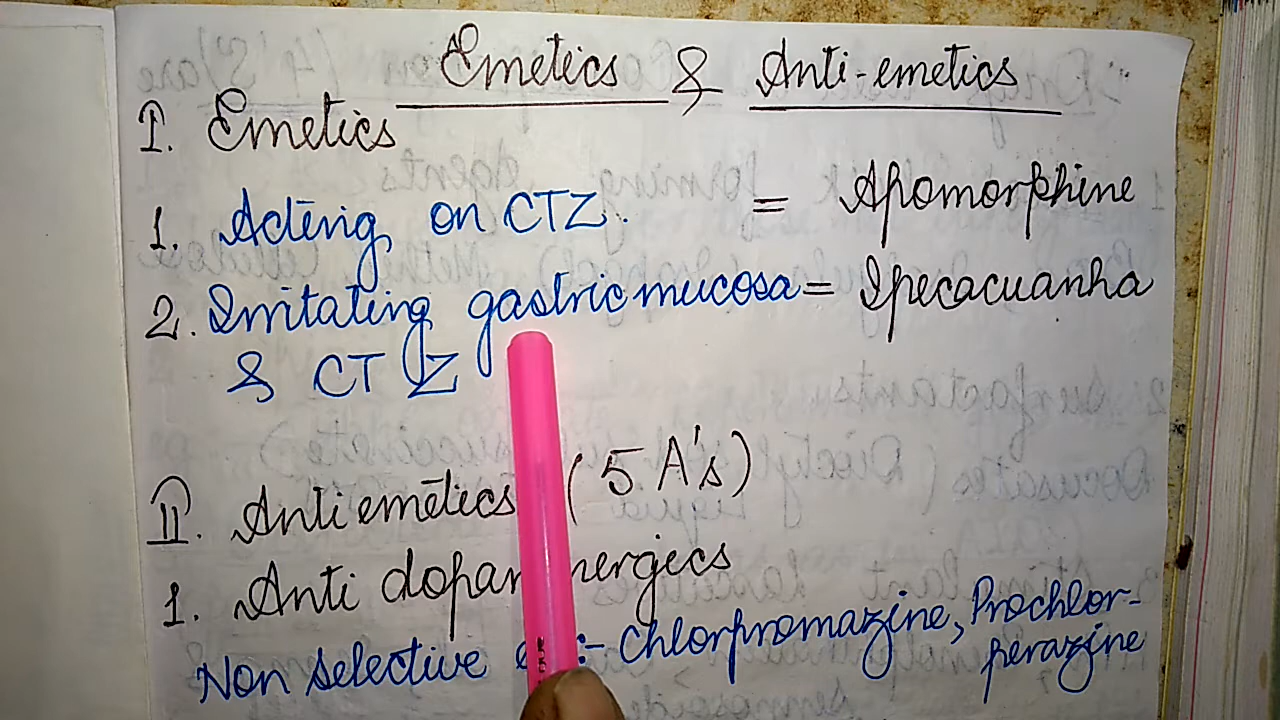 Emetics & Anti-emetics
I. Emetics
1. Acting on CTZ. = Apomorphine
2. Irritating gastric mucosa = Ipecacuanha
& CTZ
II. Antiemetics (5 A's)
1. Anti dopaminergics
Non selective :- Chlorpromazine, Prochlor-
perazine